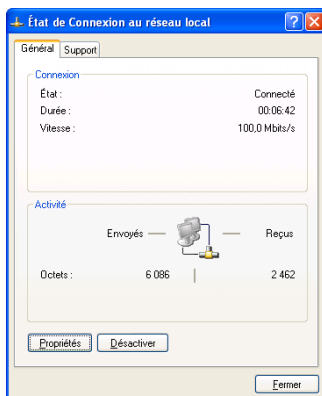 État de Connexion au réseau local
Général Support
Connexion
État : Connecté
Durée : 00:06:42
Vitesse : 100,0 Mbits/s
Activité
Envoyés — — Reçus
Octets : 6 086 2 462
Propriétés Désactiver
Fermer